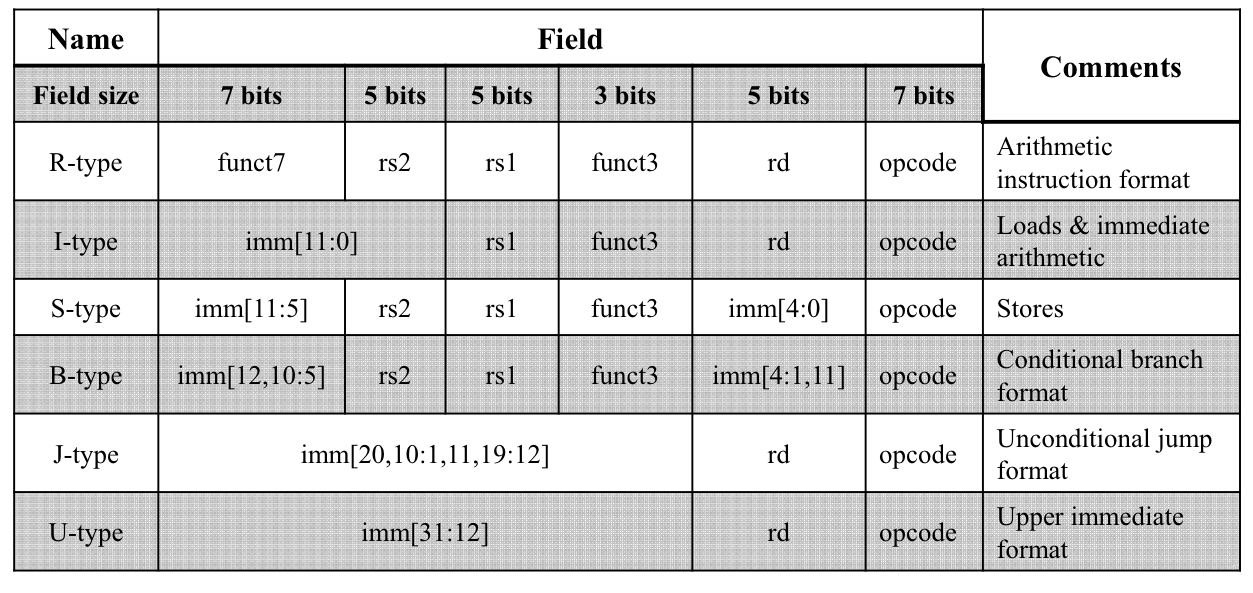 Name Field Comments
Field size 7 bits 5 bits 5 bits 3 bits 5 bits 7 bits
R-type funct7 rs2 rs1 funct3 rd opcode Arithmetic
instruction format
I-type imm[11:0] rs1 funct3 rd opcode Loads & immediate
arithmetic
S-type imm[11:5] rs2 rs1 funct3 imm[4:0] opcode Stores
B-type imm[12,10:5] rs2 rs1 funct3 imm[4:1,11] opcode Conditional branch
format
J-type imm[20,10:1,11,19:12] rd opcode Unconditional jump
format
U-type imm[31:12] rd opcode Upper immediate
format